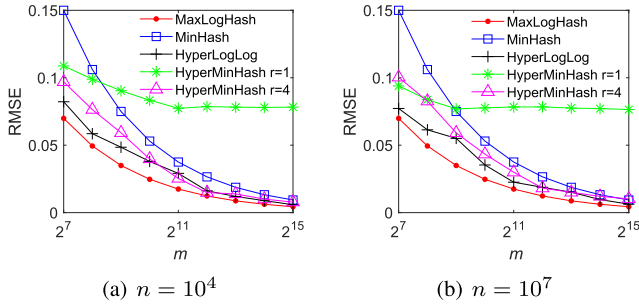 0.15
0.1
0.05
0
RMSE
MaxLogHash
MinHash
HyperLogLog
HyperMinHash r=1
HyperMinHash r=4
2^7 2^11 2^15
m
(a) n = 10^4
0.15
0.1
0.05
0
RMSE
MaxLogHash
MinHash
HyperLogLog
HyperMinHash r=1
HyperMinHash r=4
2^7 2^11 2^15
m
(b) n = 10^7